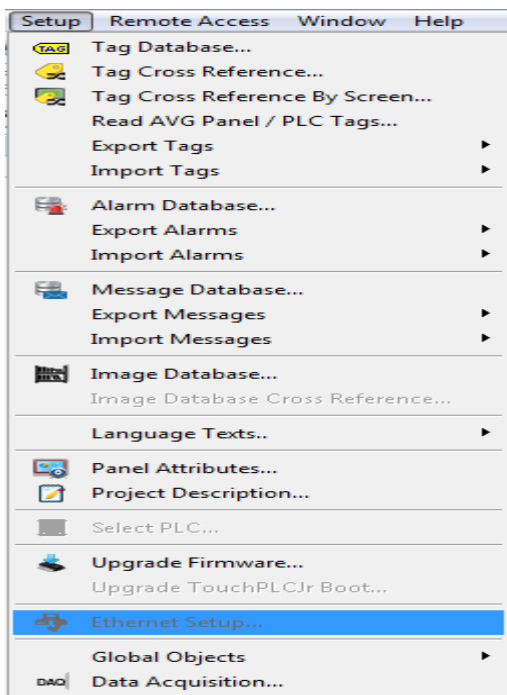 Setup Remote Access Window Help
TAG Tag Database...
Tag Cross Reference...
Tag Cross Reference By Screen...
Read AVG Panel / PLC Tags...
Export Tags
Import Tags
Alarm Database...
Export Alarms
Import Alarms
Message Database...
Export Messages
Import Messages
Image Database...
Image Database Cross Reference...
Language Texts..
Panel Attributes...
Project Description...
Select PLC...
Upgrade Firmware...
Upgrade TouchPLCJr Boot...
Ethernet Setup...
Global Objects
DAQ Data Acquisition...